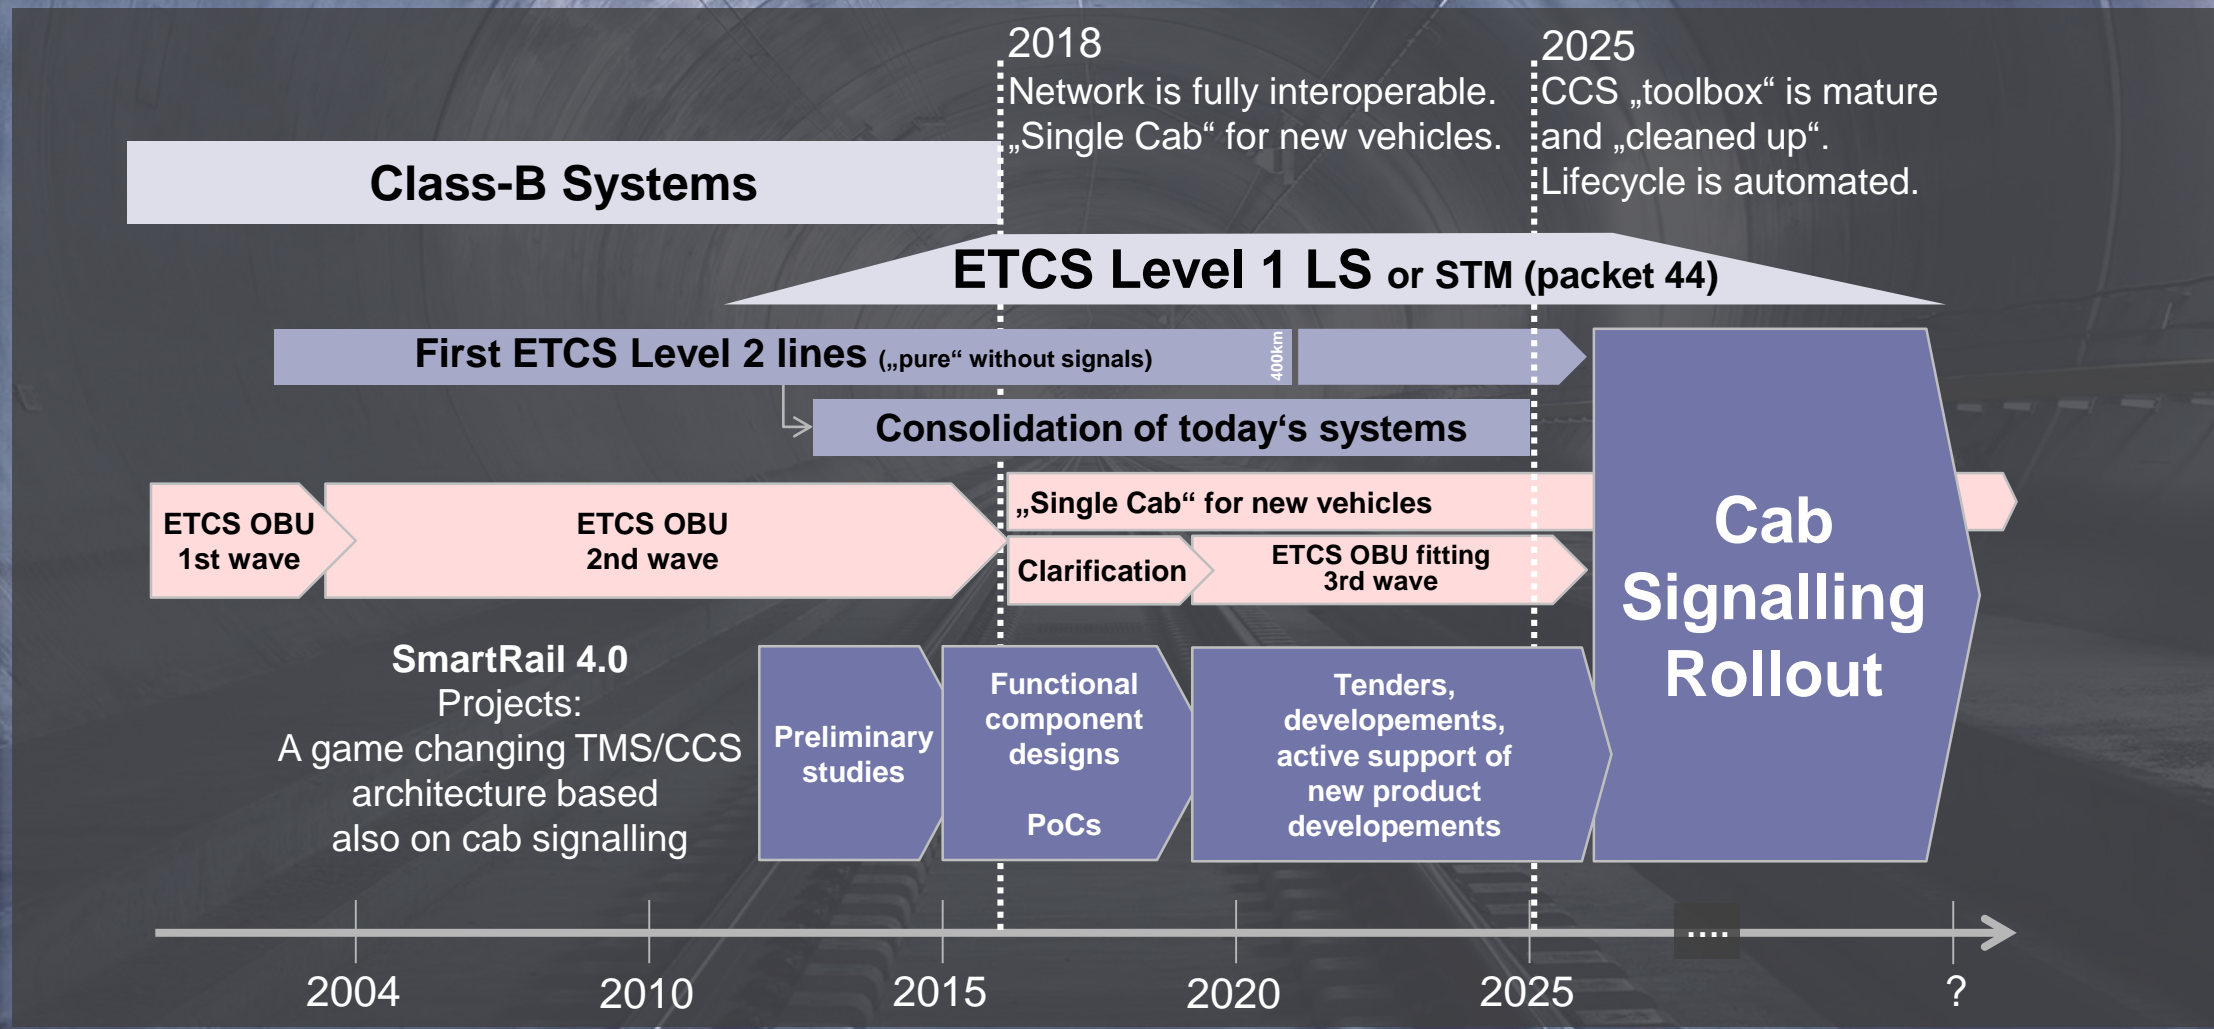 2018
Network is fully interoperable.
„Single Cab“ for new vehicles.
2025
CCS „toolbox“ is mature
and „cleaned up“.
Lifecycle is automated.
Class-B Systems
ETCS Level 1 LS or STM (packet 44)
First ETCS Level 2 lines („pure“ without signals)
400km
Consolidation of today‘s systems
ETCS OBU
1st wave
ETCS OBU
2nd wave
„Single Cab“ for new vehicles
Clarification
ETCS OBU fitting
3rd wave
Cab
Signalling
Rollout
SmartRail 4.0
Projects:
A game changing TMS/CCS
architecture based
also on cab signalling
Preliminary
studies
Functional
component
designs
PoCs
Tenders,
developements,
active support of
new product
developements
....
2004
2010
2015
2020
2025
?